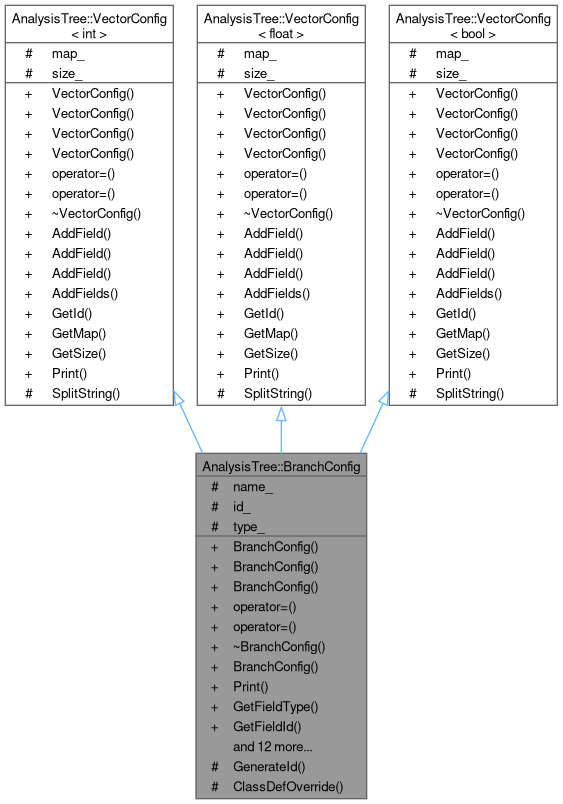 AnalysisTree::VectorConfig
< int >
# map_
# size_
+ VectorConfig()
+ VectorConfig()
+ VectorConfig()
+ VectorConfig()
+ operator=()
+ operator=()
+ ~VectorConfig()
+ AddField()
+ AddField()
+ AddField()
+ AddFields()
+ GetId()
+ GetMap()
+ GetSize()
+ Print()
# SplitString()
AnalysisTree::VectorConfig
< float >
# map_
# size_
+ VectorConfig()
+ VectorConfig()
+ VectorConfig()
+ VectorConfig()
+ operator=()
+ operator=()
+ ~VectorConfig()
+ AddField()
+ AddField()
+ AddField()
+ AddFields()
+ GetId()
+ GetMap()
+ GetSize()
+ Print()
# SplitString()
AnalysisTree::VectorConfig
< bool >
# map_
# size_
+ VectorConfig()
+ VectorConfig()
+ VectorConfig()
+ VectorConfig()
+ operator=()
+ operator=()
+ ~VectorConfig()
+ AddField()
+ AddField()
+ AddField()
+ AddFields()
+ GetId()
+ GetMap()
+ GetSize()
+ Print()
# SplitString()
AnalysisTree::BranchConfig
# name_
# id_
# type_
+ BranchConfig()
+ BranchConfig()
+ BranchConfig()
+ operator=()
+ operator=()
+ ~BranchConfig()
+ BranchConfig()
+ Print()
+ GetFieldType()
+ GetFieldId()
and 12 more...
# GenerateId()
# ClassDefOverride()